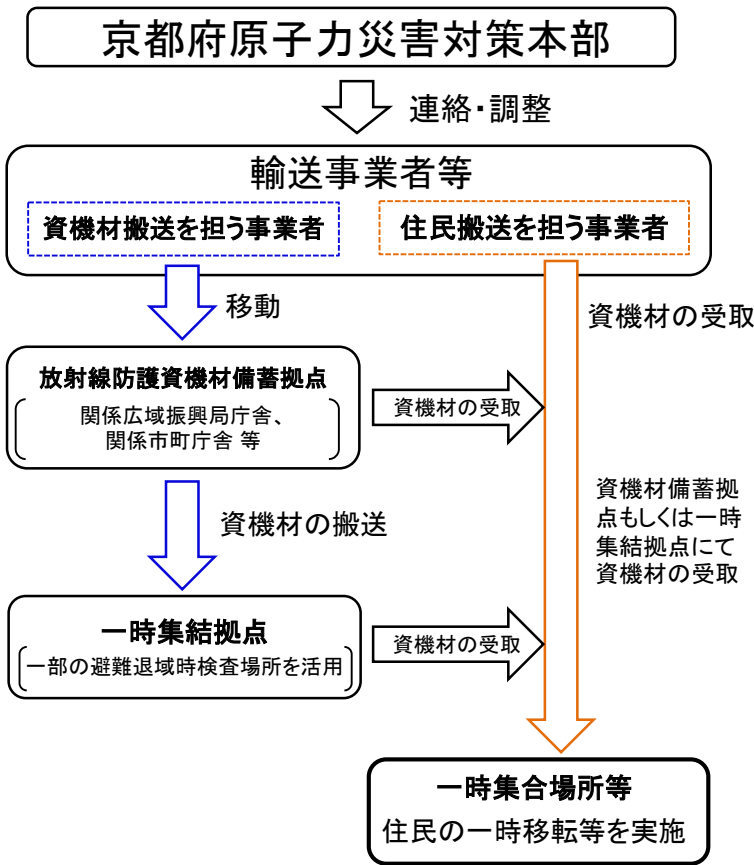 京都府原子力災害対策本部
連絡・調整
輸送事業者等
資機材搬送を担う事業者
住民搬送を担う事業者
移動
資機材の受取
放射線防護資機材備蓄拠点
関係広域振興局庁舎、
関係市町庁舎 等
資機材の受取
資機材の搬送
資機材備蓄拠
点もしくは一時
集結拠点にて
資機材の受取
一時集結拠点
一部の避難退域時検査場所を活用
資機材の受取
一時集合場所等
住民の一時移転等を実施